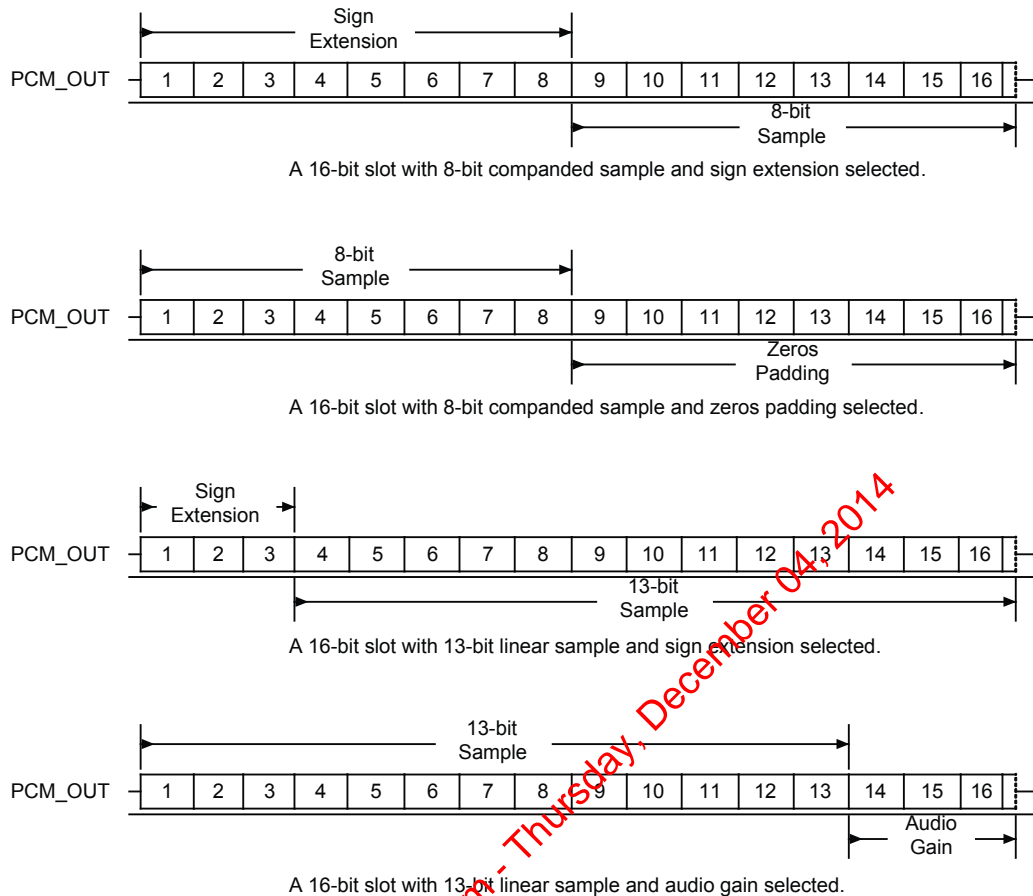 Sign
Extension
PCM_OUT 1 2 3 4 5 6 7 8 9 10 11 12 13 14 15 16
8-bit
Sample
A 16-bit slot with 8-bit companded sample and sign extension selected.
8-bit
Sample
PCM_OUT 1 2 3 4 5 6 7 8 9 10 11 12 13 14 15 16
Zeros
Padding
A 16-bit slot with 8-bit companded sample and zeros padding selected.
Sign
Extension
PCM_OUT 1 2 3 4 5 6 7 8 9 10 11 12 13 14 15 16
13-bit
Sample
A 16-bit slot with 13-bit linear sample and sign extension selected.
13-bit
Sample
PCM_OUT 1 2 3 4 5 6 7 8 9 10 11 12 13 14 15 16
Audio
Gain
A 16-bit slot with 13-bit linear sample and audio gain selected.
- Thursday, December 04, 2014